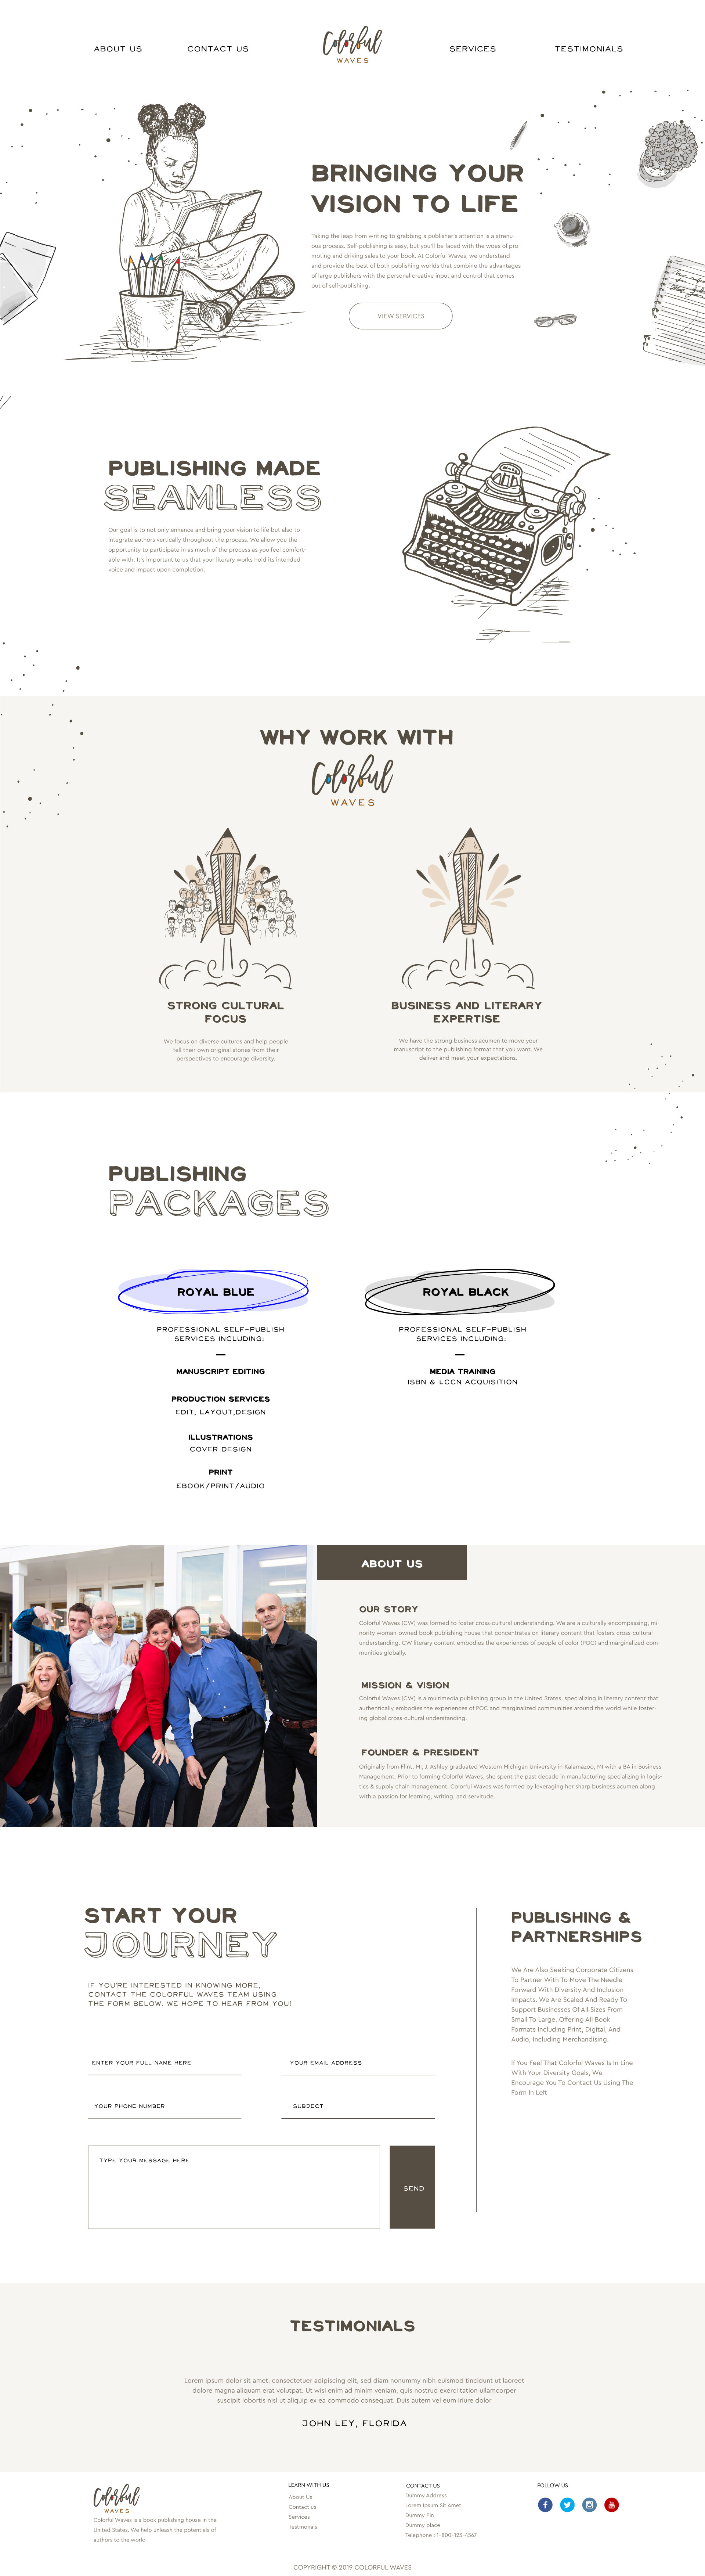 ABOUT US
CONTACT US
Colorful
WAVES
SERVICES
TESTIMONIALS
BRINGING YOUR
VISION TO LIFE
Taking the leap from writing to grabbing a publisher's attention is a strenu-
ous process. Self publishing is easy, but you'll be faced with the woes of pro-
moting and driving sales to your book. At Colorful Waves, we understand
and provide the best of both publishing worlds that combine the advantages
of large publishers with the personal creative input and control that comes
out of self-publishing.
VIEW SERVICES
PUBLISHING MADE
SEAMLESS
Our goal is to not only enhance and bring your vision to life but also to
integrate authors vertically throughout the process. We allow you the
opportunity to participate in as much of the process as you feel comfort-
able with. It's important to us that your literary works hold its intended
voice and impact upon completion.
WHY WORK WITH
Colorful
WAVES
STRONG CULTURAL
FOCUS
We focus on diverse cultures and help people
tell their own original stories from their
perspectives to encourage diversity.
BUSINESS AND LITERARY
EXPERTISE
We have the strong business acumen to move your
manuscript to the publishing format that you want. We
deliver and meet your expectations.
PUBLISHING
PACKAGES
ROYAL BLUE
PROFESSIONAL SELF-PUBLISH
SERVICES INCLUDING:
MANUSCRIPT EDITING
PRODUCTION SERVICES
EDIT, LAYOUT,DESIGN
ILLUSTRATIONS
COVER DESIGN
PRINT
EBOOK/PRINT/AUDIO
ROYAL BLACK
PROFESSIONAL SELF-PUBLISH
SERVICES INCLUDING:
MEDIA TRAINING
ISBN & LCCN ACQUISITION
ABOUT US
OUR STORY
Colorful Waves (CW) was formed to foster cross-cultural understanding. We are a culturally encompassing, mi-
nority woman-owned book publishing house that concentrates on literary content that fosters cross-cultural
understanding. CW literary content embodies the experiences of people of color (POC) and marginalized com-
munities globally.
MISSION & VISION
Colorful Waves (CW) is a multimedia publishing group in the United States, specializing in literary content that
authentically embodies the experiences of POC and marginalized communities around the world while foster-
ing global cross-cultural understanding.
FOUNDER & PRESIDENT
Originally from Flint, MI, J. Ashley graduated Western Michigan University in Kalamazoo, MI with a BA in Business
Management. Prior to forming Colorful Waves, she spent the past decade in manufacturing specializing in logis-
tics & supply chain management. Colorful Waves was formed by leveraging her sharp business acumen along
with a passion for learning, writing, and servitude.
START YOUR
JOURNEY
IF YOU'RE INTERESTED IN KNOWING MORE,
CONTACT THE COLORFUL WAVES TEAM USING
THE FORM BELOW. WE HOPE TO HEAR FROM YOU!
ENTER YOUR FULL NAME HERE
YOUR EMAIL ADDRESS
YOUR PHONE NUMBER
SUBJECT
TYPE YOUR MESSAGE HERE
SEND
PUBLISHING &
PARTNERSHIPS
We Are Also Seeking Corporate Citizens
To Partner With To Move The Needle
Forward With Diversity And Inclusion
Impacts. We Are Scaled And Ready To
Support Businesses Of All Sizes From
Small To Large, Offering All Book
Formats Including Print, Digital, And
Audio, Including Merchandising.
If You Feel That Colorful Waves Is In Line
With Your Diversity Goals, We
Encourage You To Contact Us Using The
Form In Left
TESTIMONIALS
Lorem ipsum dolor sit amet, consectetuer adipiscing elit, sed diam nonummy nibh euismod tincidunt ut laoreet
dolore magna aliquam erat volutpat. Ut wisi enim ad minim veniam, quis nostrud exerci tation ullamcorper
suscipit lobortis nisl ut aliquip ex ea commodo consequat. Duis autem vel eum iriure dolor
JOHN LEY, FLORIDA
Colorful
WAVES
Colorful Waves is a book publishing house in the
United States. We help unleash the potentials of
authors to the world
LEARN WITH US
About Us
Contact us
Services
Testimonals
CONTACT US
Dummy Address
Lorem Ipsum Sit Amet
Dummy Pin
Dummy place
Telephone : 1-800-123-4567
FOLLOW US
COPYRIGHT © 2019 COLORFUL WAVES